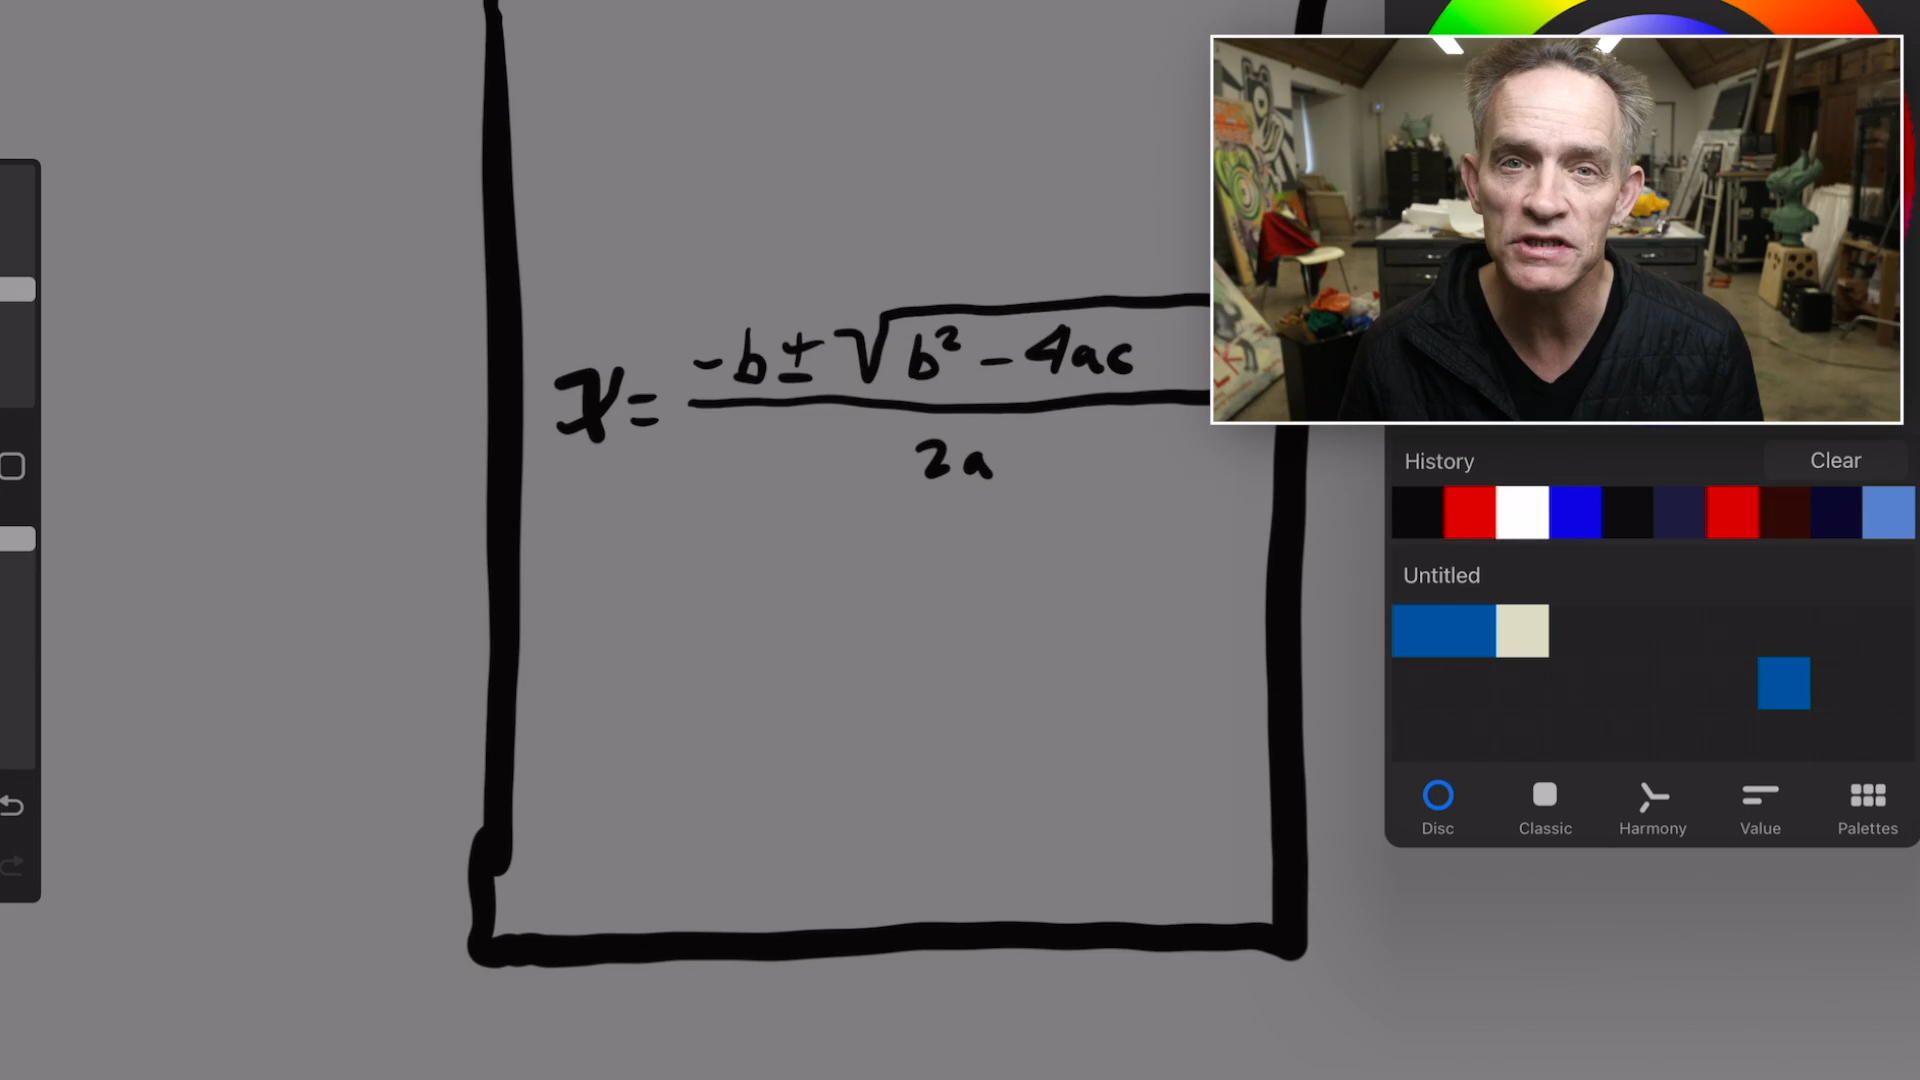 x = -b ± √b² - 4ac
2a
History
Clear
Untitled
Disc
Classic
Harmony
Value
Palettes